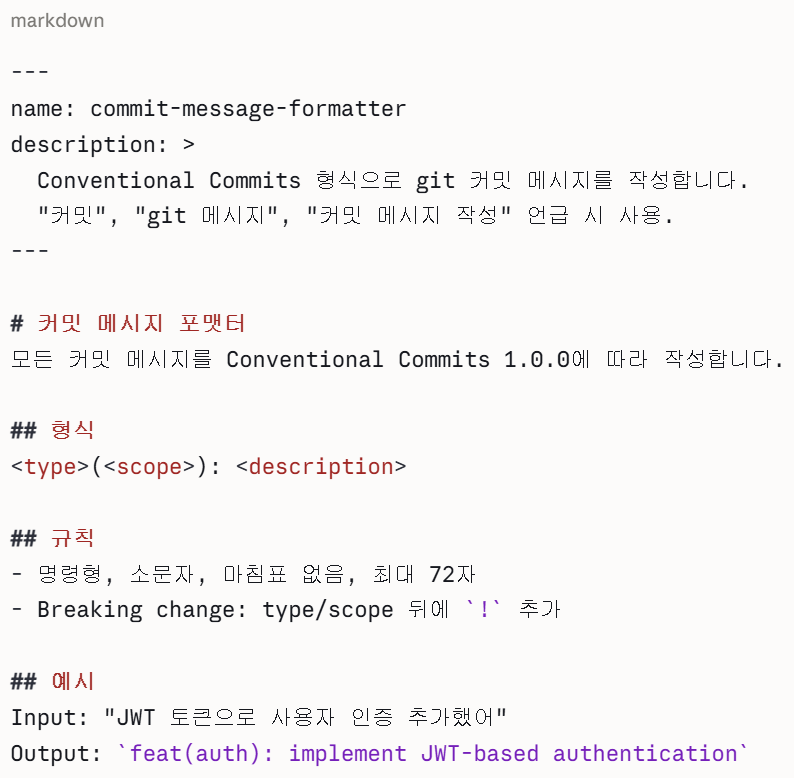 markdown
---
name: commit-message-formatter
description: >
  Conventional Commits 형식으로 git 커밋 메시지를 작성합니다.
  "커밋", "git 메시지", "커밋 메시지 작성" 언급 시 사용.
---
# 커밋 메시지 포맷터
모든 커밋 메시지를 Conventional Commits 1.0.0에 따라 작성합니다.
## 형식
<type>(<scope>): <description>
## 규칙
- 명령형, 소문자, 마침표 없음, 최대 72자
- Breaking change: type/scope 뒤에 `!` 추가
## 예시
Input: "JWT 토큰으로 사용자 인증 추가했어"
Output: `feat(auth): implement JWT-based authentication`